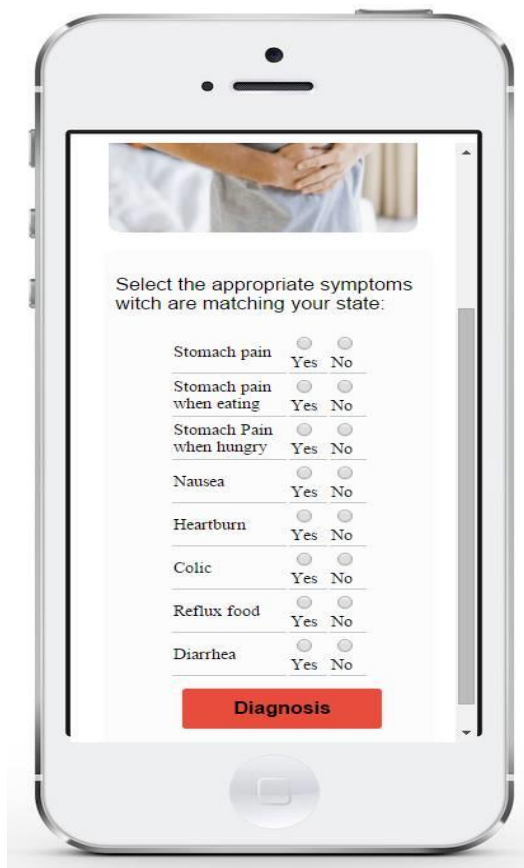 Select the appropriate symptoms
witch are matching your state:
Stomach pain
Yes No
Stomach pain
when eating
Yes No
Stomach Pain
when hungry
Yes No
Nausea
Yes No
Heartburn
Yes No
Colic
Yes No
Reflux food
Yes No
Diarrhea
Yes No
Diagnosis